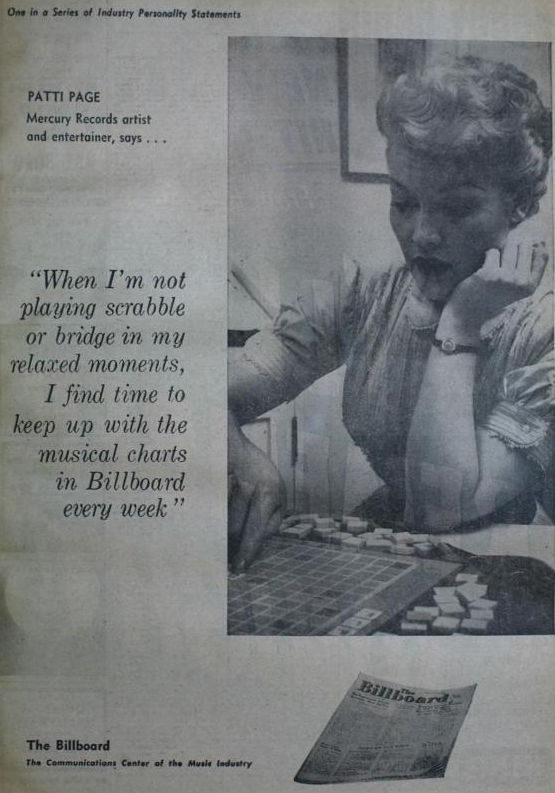 One in a Series of Industry Personality Statements
PATTI PAGE
Mercury Records artist
and entertainer, says . . .
“When I’m not
playing scrabble
or bridge in my
relaxed moments,
I find time to
keep up with the
musical charts
in Billboard
every week”
The Billboard
The Billboard
The Communications Center of the Music Industry